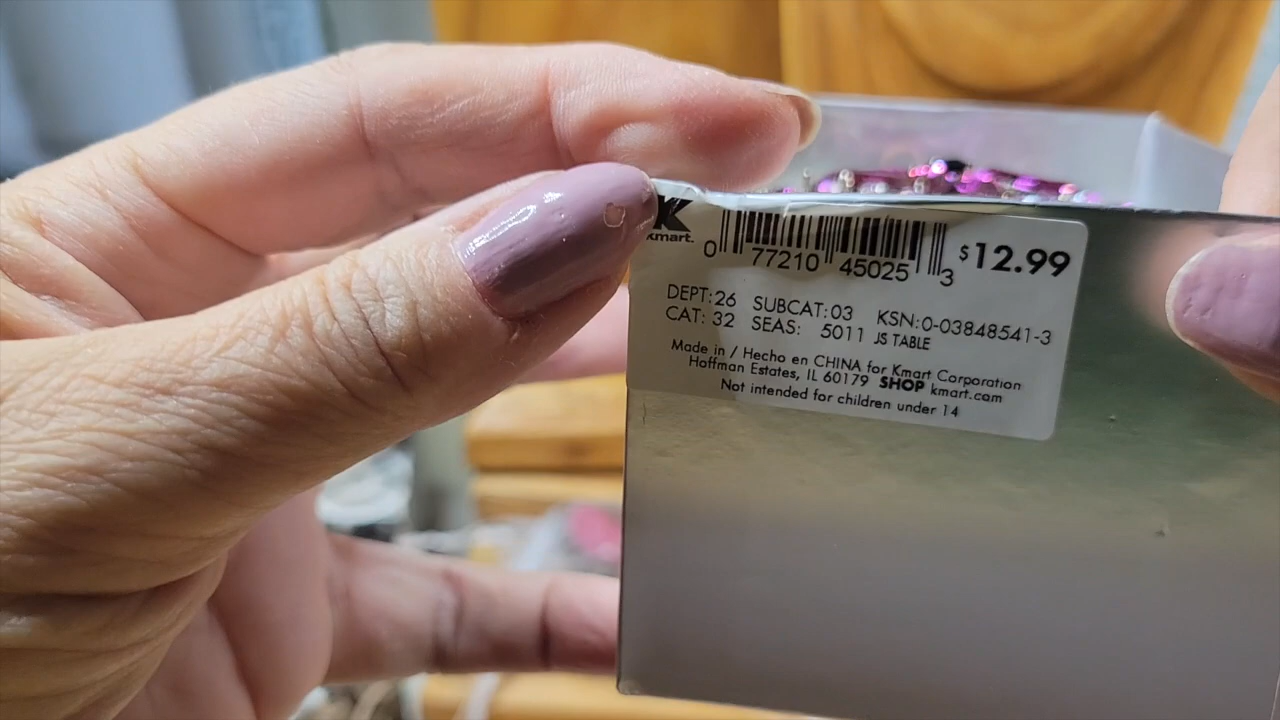 K
kmart.
0 77210 45025 3
$12.99
DEPT:26 SUBCAT:03 KSN:0-03848541-3
CAT: 32 SEAS: 5011 JS TABLE
Made in / Hecho en CHINA for Kmart Corporation
Hoffman Estates, IL 60179 SHOP kmart.com
Not intended for children under 14